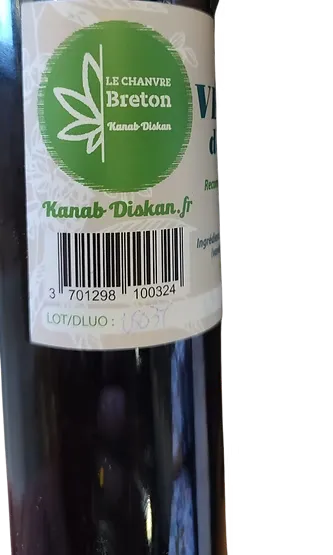 LE CHANVRE
Breton
Kanab Diskan
Kanab Diskan.fr
3 701298 100324
LOT/DLUO :